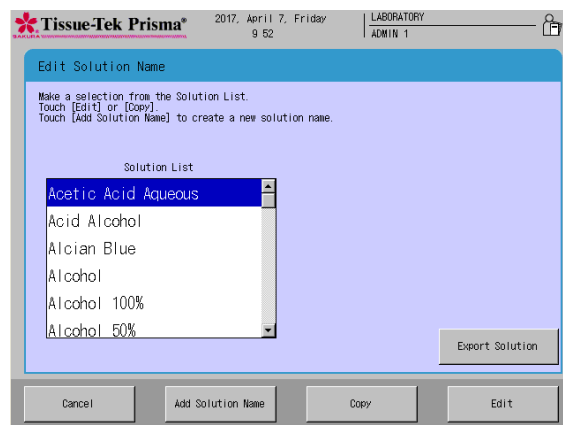 SAKURA Tissue-Tek Prisma®
2017, April 7, Friday
9 52
LABORATORY
ADMIN 1
Edit Solution Name
Make a selection from the Solution List.
Touch [Edit] or [Copy].
Touch [Add Solution Name] to create a new solution name.
Solution List
Acetic Acid Aqueous
Acid Alcohol
Alcian Blue
Alcohol
Alcohol 100%
Alcohol 50%
Export Solution
Cancel
Add Solution Name
Copy
Edit